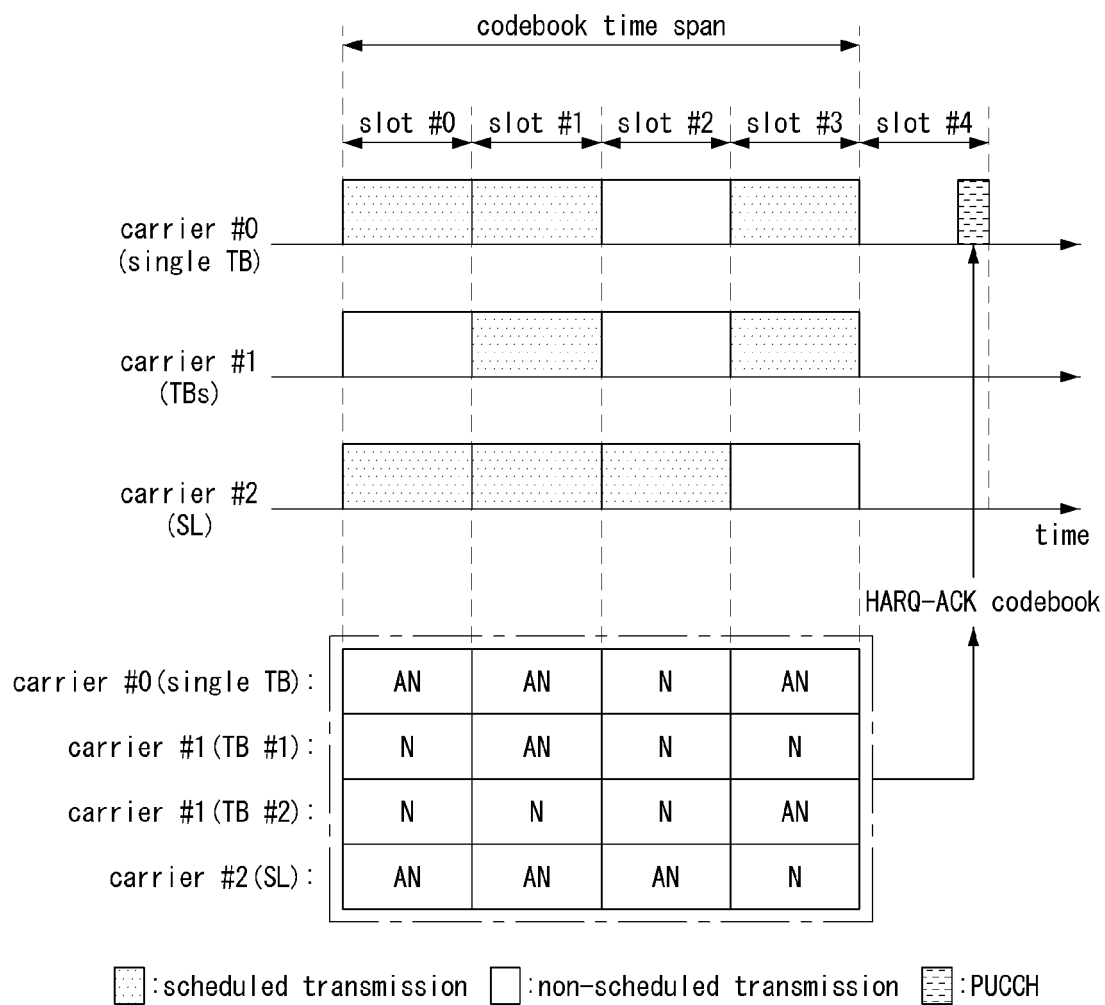 codebook time span
slot #0 slot #1 slot #2 slot #3 slot #4
carrier #0
(single TB)
carrier #1
(TBs)
carrier #2
(SL)
time
HARQ-ACK codebook
carrier #0(single TB): AN AN N AN
carrier #1(TB #1): N AN N N
carrier #1(TB #2): N N N AN
carrier #2(SL): AN AN AN N
:scheduled transmission :non-scheduled transmission :PUCCH